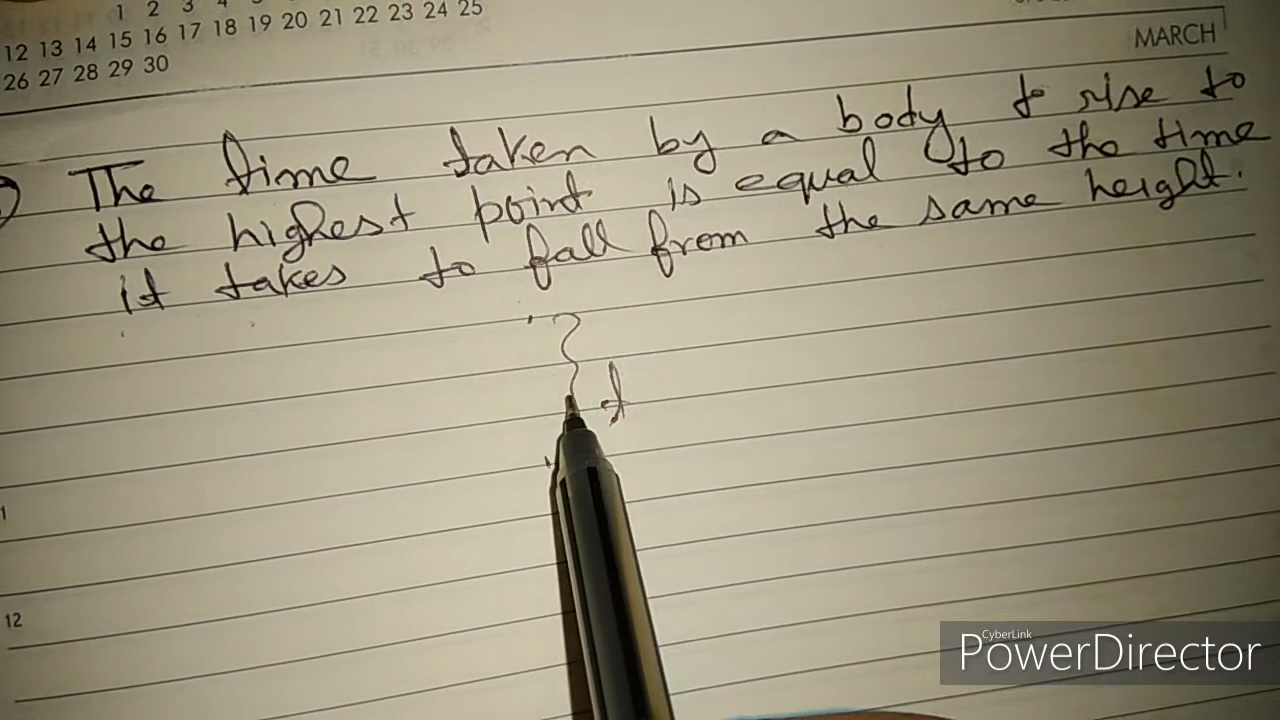 1 2 3 4
12 13 14 15 16 17 18 19 20 21 22 23 24 25
26 27 28 29 30
MARCH
The time taken by a body to rise to
the highest point is equal to the time
it takes to fall from the same height.
t
1
12
CyberLink
PowerDirector